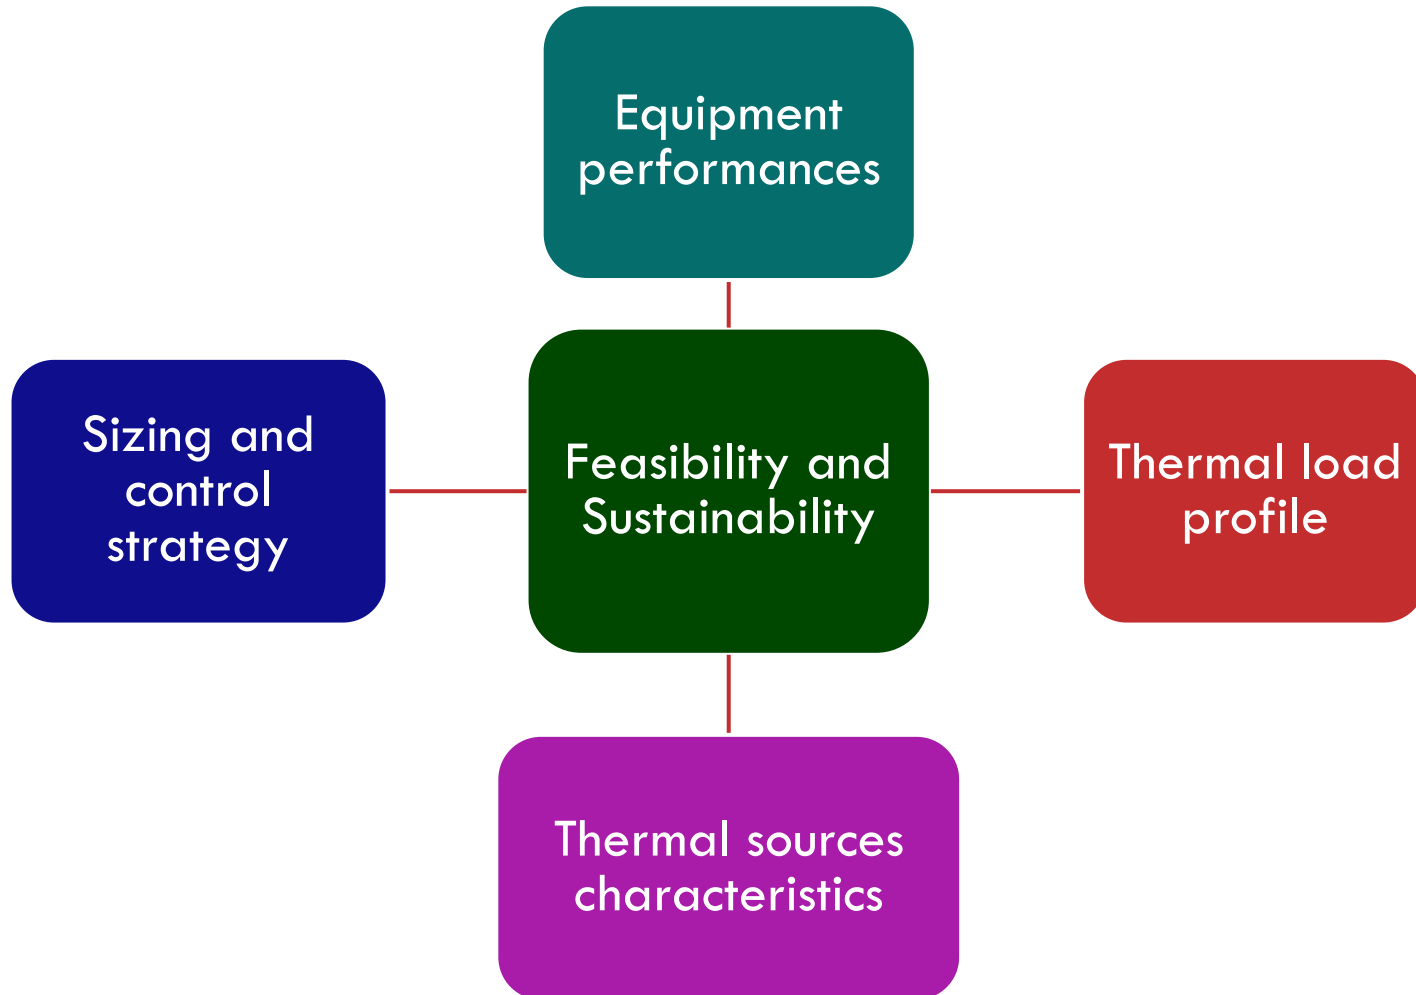 Equipment
performances
Sizing and
control
strategy
Feasibility and
Sustainability
Thermal load
profile
Thermal sources
characteristics